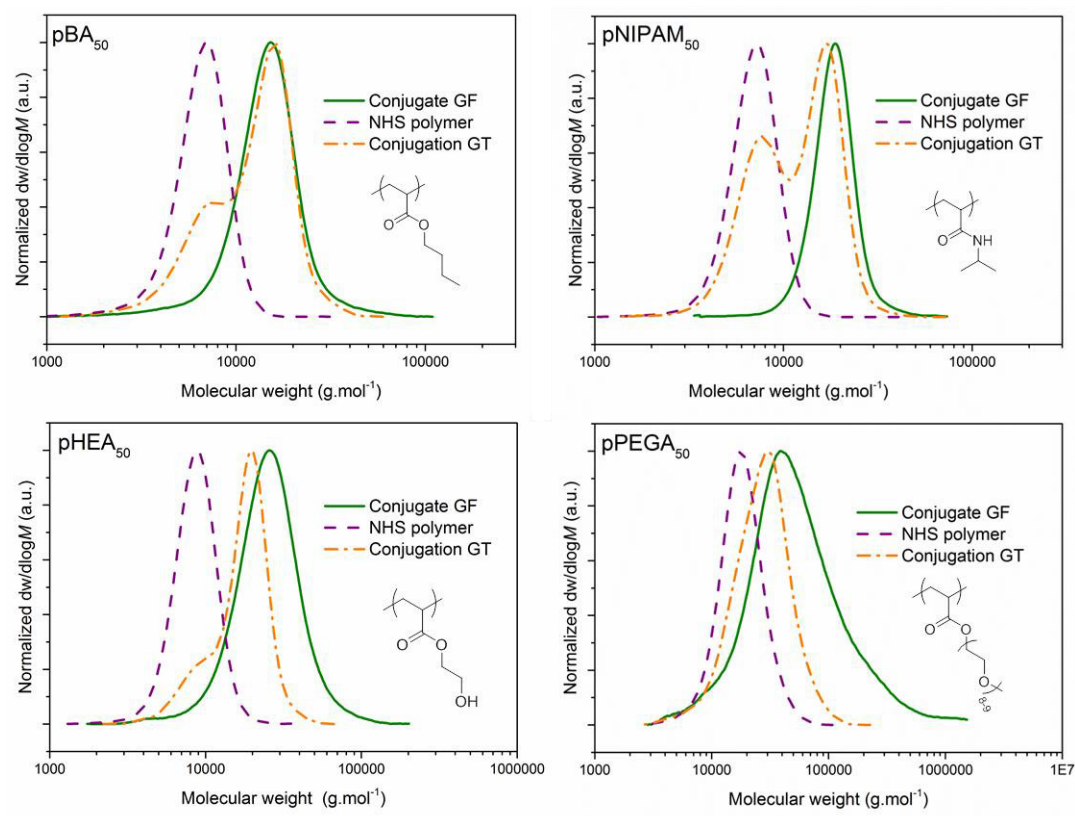 pBA₅₀
Conjugate GF
NHS polymer
Conjugation GT
O
O
Normalized dw/dlogM (a.u.)
1000 10000 100000
Molecular weight (g.mol⁻¹)
pNIPAM₅₀
Conjugate GF
NHS polymer
Conjugation GT
O
NH
Normalized dw/dlogM (a.u.)
1000 10000 100000
Molecular weight (g.mol⁻¹)
pHEA₅₀
Conjugate GF
NHS polymer
Conjugation GT
O
O
OH
Normalized dw/dlogM (a.u.)
1000 10000 100000 1000000
Molecular weight (g.mol⁻¹)
pPEGA₅₀
Conjugate GF
NHS polymer
Conjugation GT
O
O
O
8-9
Normalized dw/dlogM (a.u.)
1000 10000 100000 1000000 1E7
Molecular weight (g.mol⁻¹)